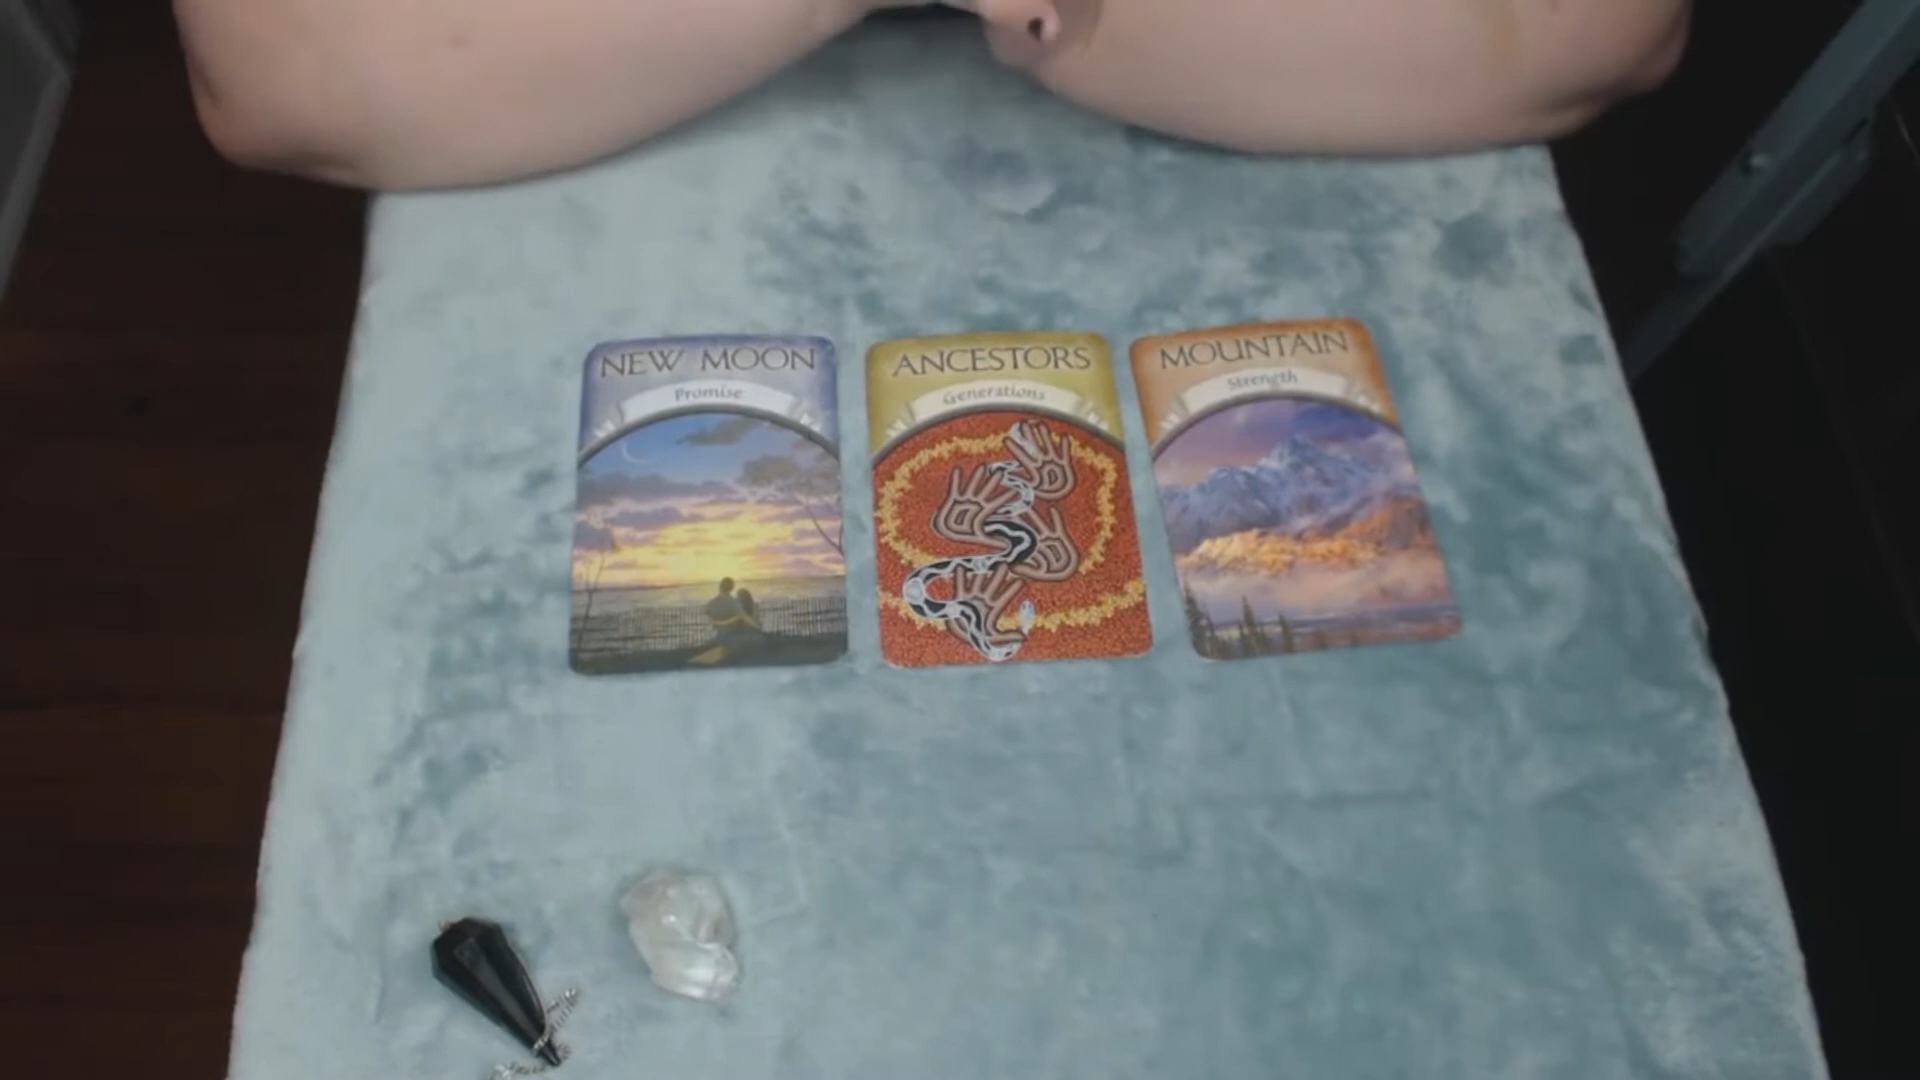 NEW MOON
Promise
ANCESTORS
Generations
MOUNTAIN
Strength